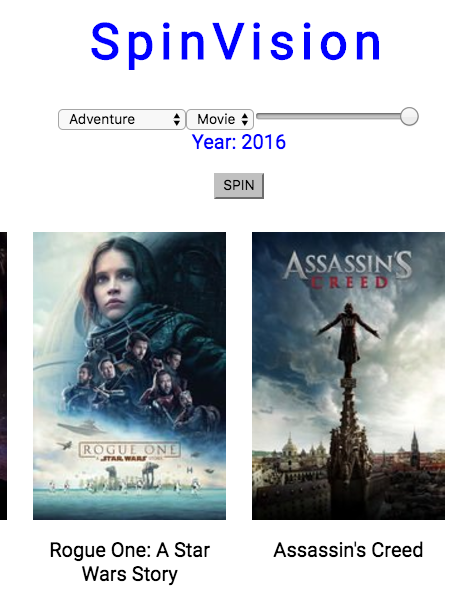 SpinVision
Adventure Movie
Year: 2016
SPIN
ASSASSIN'S
CREED
ROGUE ONE
A STAR WARS STORY
Rogue One: A Star
Wars Story
Assassin's Creed